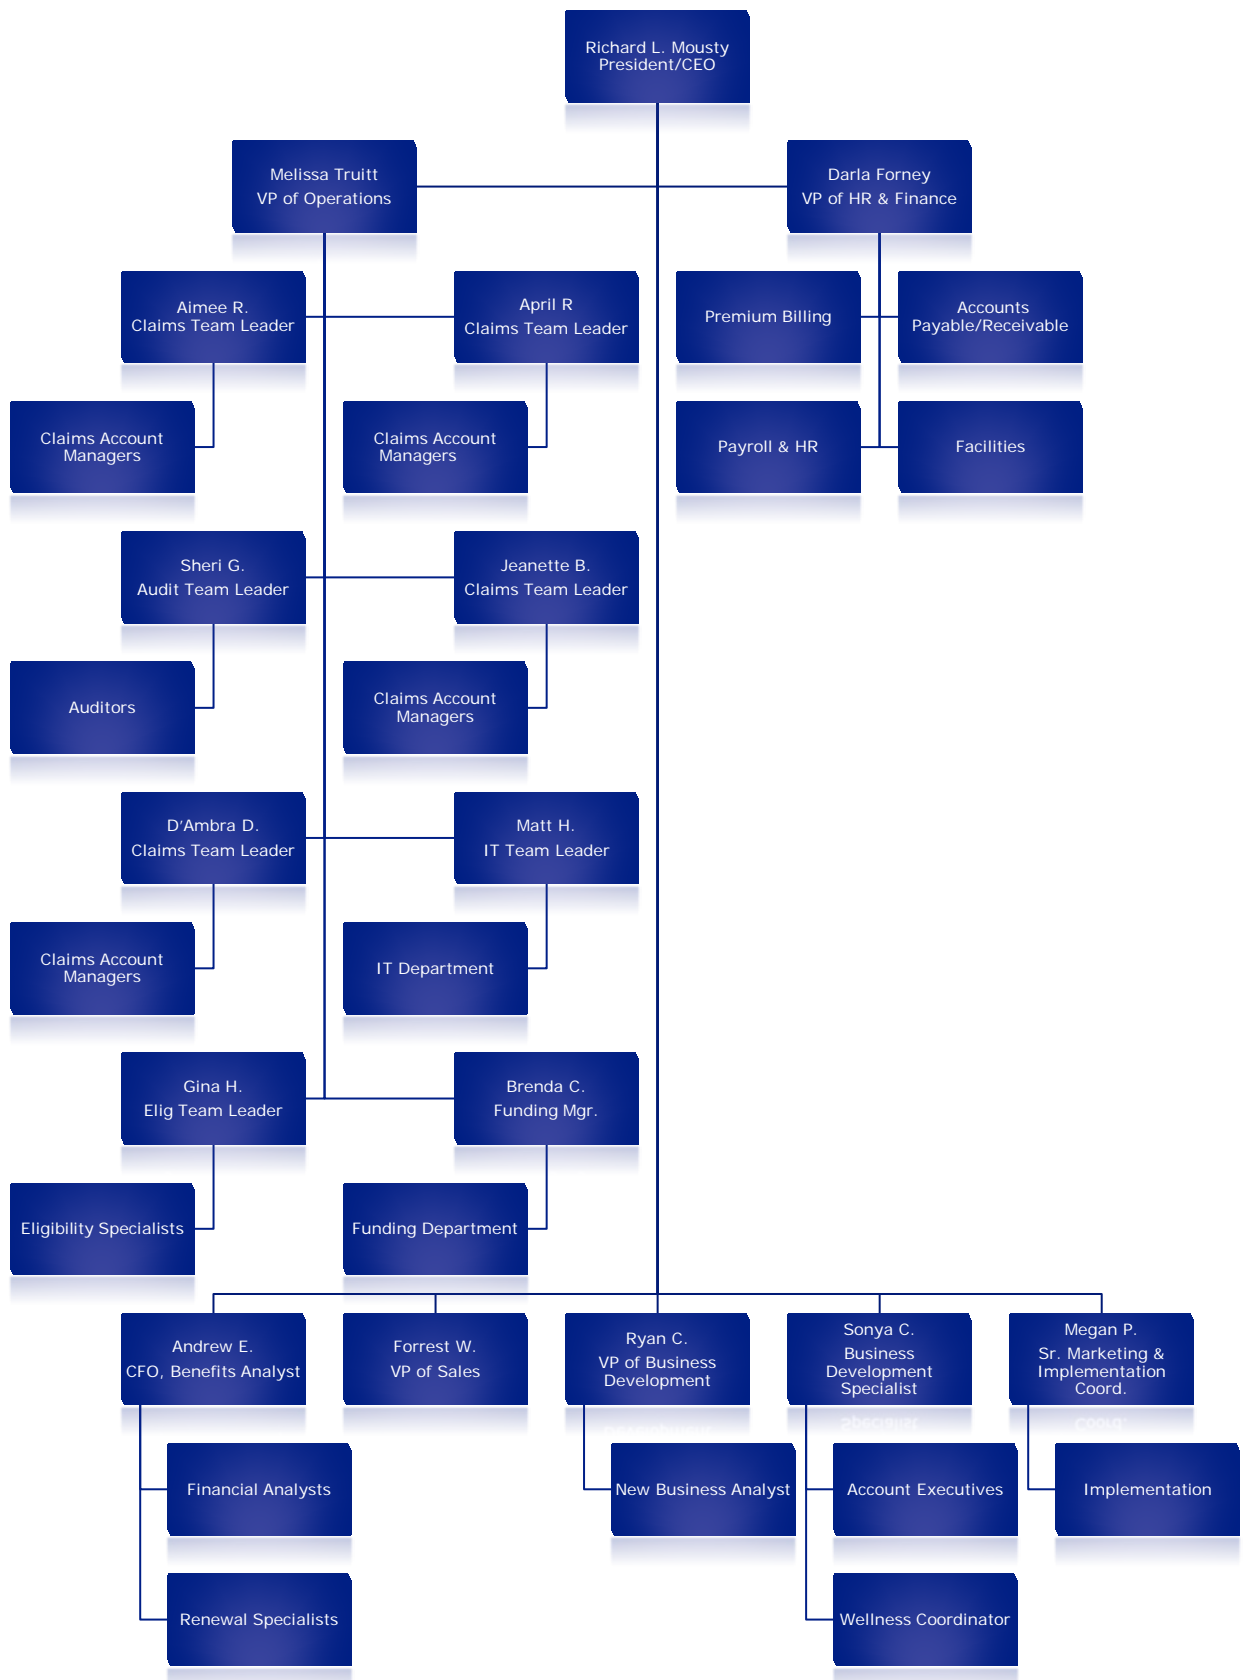 Richard L. Mousty
President/CEO
Melissa Truitt
VP of Operations
Darla Forney
VP of HR & Finance
Aimee R.
Claims Team Leader
April R
Claims Team Leader
Premium Billing
Accounts
Payable/Receivable
Claims Account
Managers
Claims Account
Managers
Payroll & HR
Facilities
Sheri G.
Audit Team Leader
Jeanette B.
Claims Team Leader
Auditors
Claims Account
Managers
D'Ambra D.
Claims Team Leader
Matt H.
IT Team Leader
Claims Account
Managers
IT Department
Gina H.
Elig Team Leader
Brenda C.
Funding Mgr.
Eligibility Specialists
Funding Department
Andrew E.
CFO, Benefits Analyst
Forrest W.
VP of Sales
Ryan C.
VP of Business
Development
Sonya C.
Business
Development
Specialist
Megan P.
Sr. Marketing &
Implementation
Coord.
Financial Analysts
New Business Analyst
Account Executives
Implementation
Renewal Specialists
Wellness Coordinator